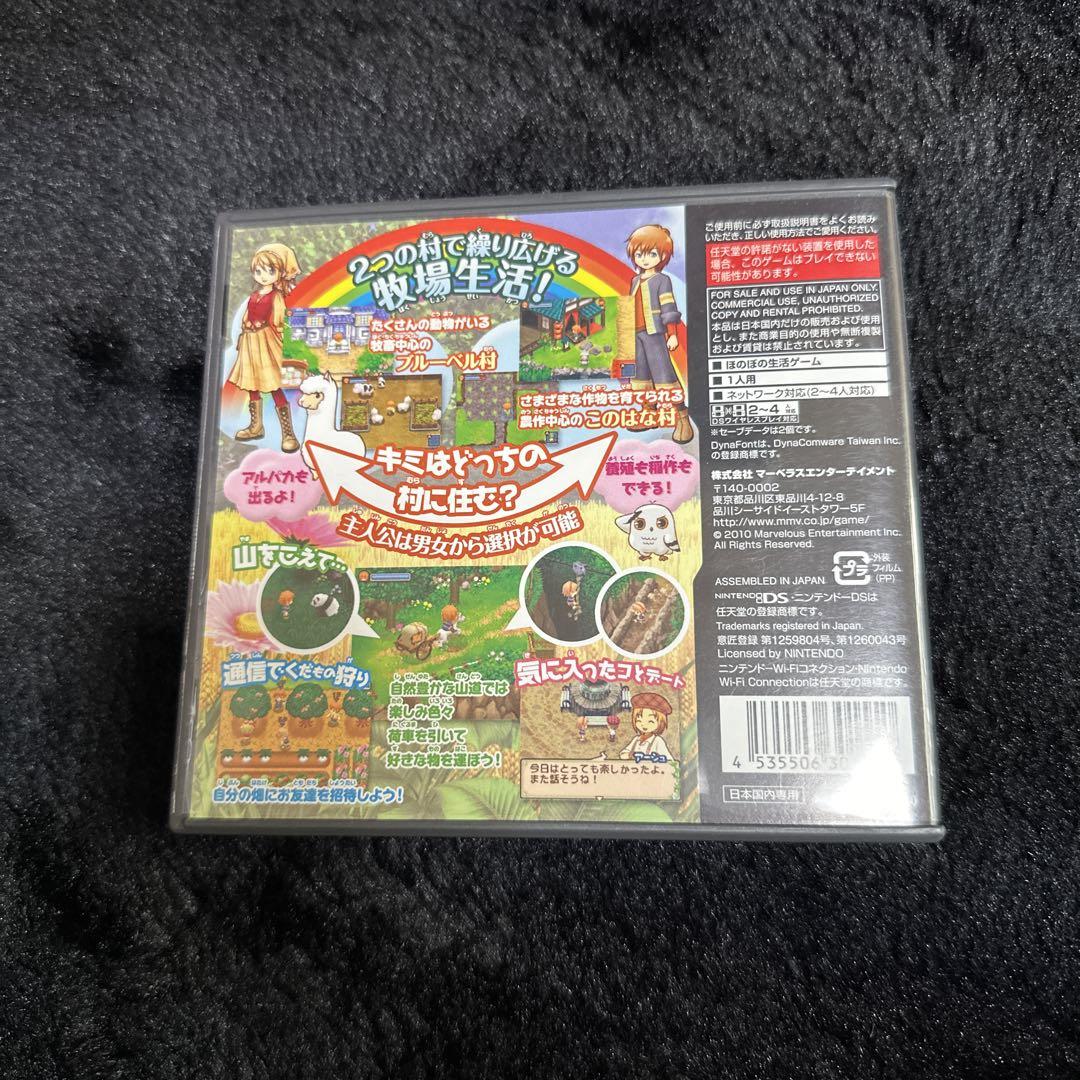 2つの村で繰り広げる
牧場生活!
たくさんの動物がいる
牧畜中心の
ブルーベル村
さまざまな作物を育てられる
農作中心の このはな村
キミはどっちの
村に住む?
主人公は男女から選択が可能
アルパカも
出るよ!
養殖も稲作も
できる!
山をこえて…
通信でくだもの狩り
自分の畑にお友達を招待しよう!
自然豊かな山道では
楽しみ色々
荷車を引いて
好きな物を運ぼう!
気に入ったコとデート
アーシュ
今日はとっても楽しかったよ。
また話そうね!
ご使用前に必ず取扱説明書をよくお読み
いただき、正しい使用方法でご愛用ください。
任天堂の許諾がない装置を使用した
場合、このゲームはプレイできない
可能性があります。
FOR SALE AND USE IN JAPAN ONLY.
COMMERCIAL USE, UNAUTHORIZED
COPY AND RENTAL PROHIBITED.
本品は日本国内だけの販売および使用
とし、また商業目的の使用や無断複製
および賃貸は禁止されています。
■ ほのぼの生活ゲーム
■ 1人用
■ ネットワーク対応(2~4人対応)
2~4人対応
DSワイヤレスプレイ対応
※セーブデータは2個です。
DynaFontは、DynaComware Taiwan Inc.
の登録商標です。
株式会社 マーベラスエンターテイメント
〒140-0002
東京都品川区東品川4-12-8
品川シーサイドイーストタワー5F
http://www.mmv.co.jp/game/
© 2010 Marvelous Entertainment Inc.
All Rights Reserved.
ASSEMBLED IN JAPAN
プラ
外装
フィルム
(PP)
NINTENDO DS・ニンテンドーDSは
任天堂の登録商標です。
Trademarks registered in Japan.
意匠登録 第1259804号、第1260043号
Licensed by NINTENDO
ニンテンドーWi-Fiコネクション・Nintendo
Wi-Fi Connectionは任天堂の商標です。
4 535506 30
日本国内専用